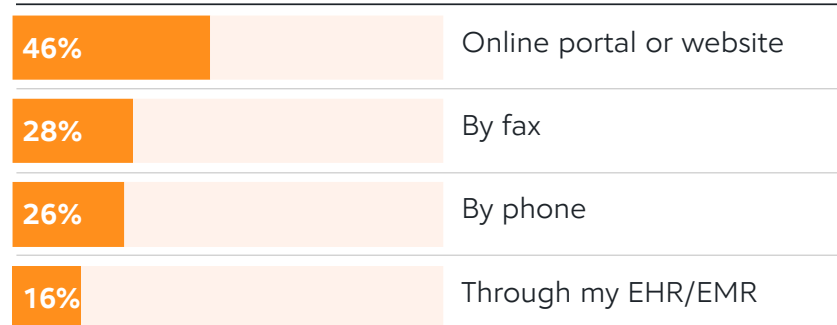 46% Online portal or website
28% By fax
26% By phone
16% Through my EHR/EMR